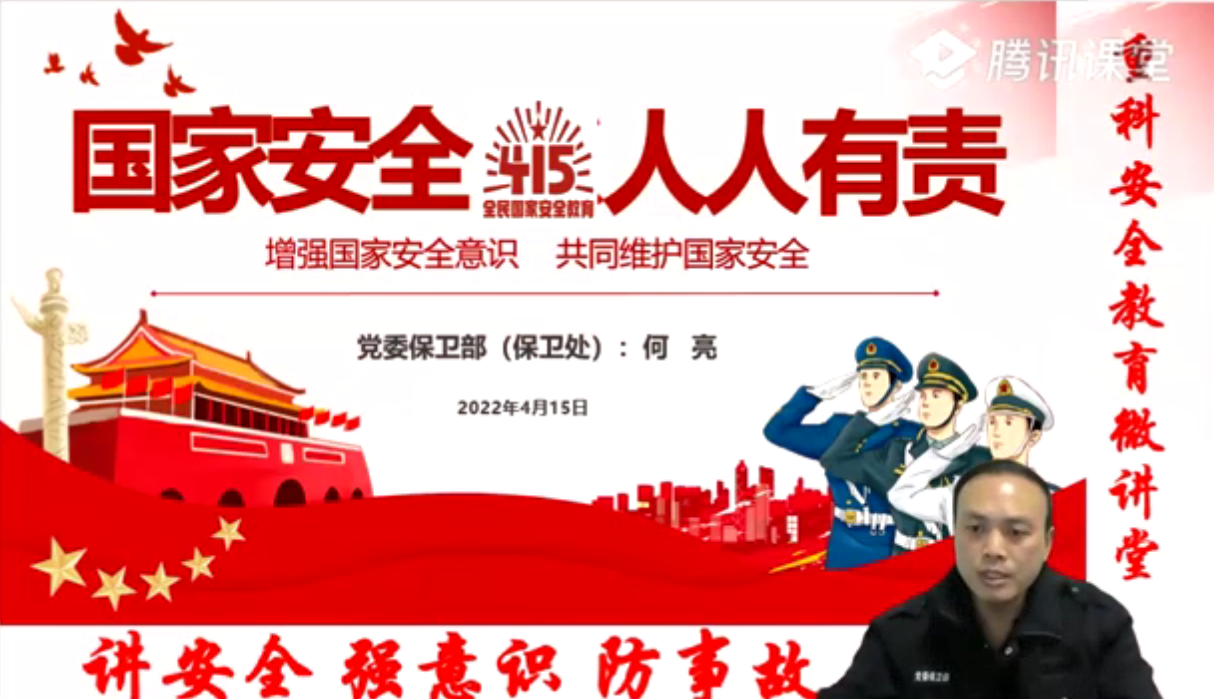 腾讯课堂
国家安全 415 人人有责
全民国家安全教育
增强国家安全意识 共同维护国家安全
党委保卫部（保卫处）：何 亮
2022年4月15日
重科安全教育微讲堂
讲安全 强意识 防事故